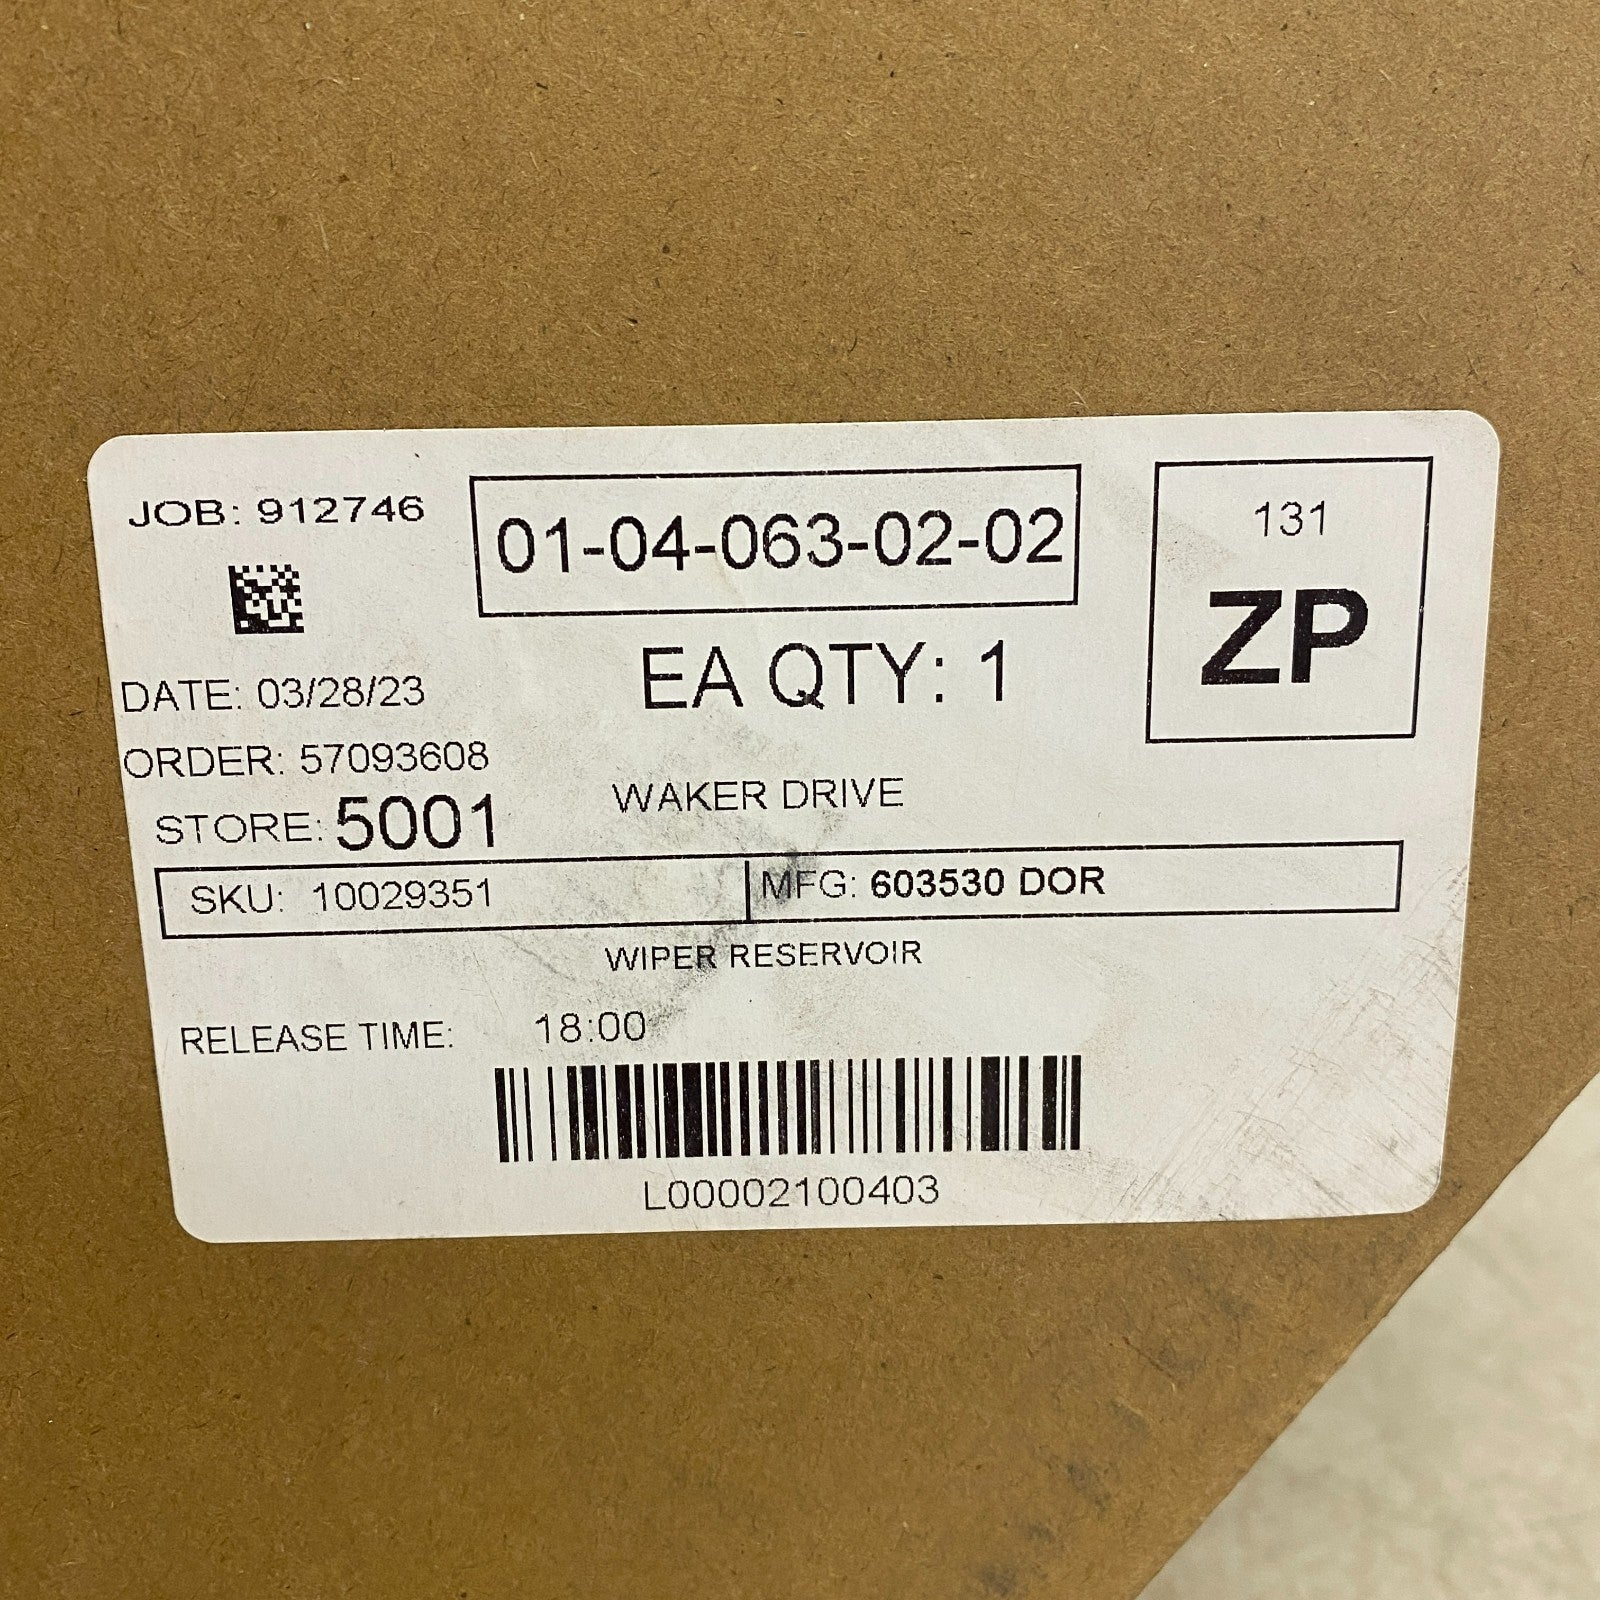 JOB: 912746
01-04-063-02-02
131
ZP
EA QTY: 1
DATE: 03/28/23
ORDER: 57093608
STORE: 5001
WAKER DRIVE
SKU: 10029351
MFG: 603530 DOR
WIPER RESERVOIR
RELEASE TIME: 18:00
L00002100403